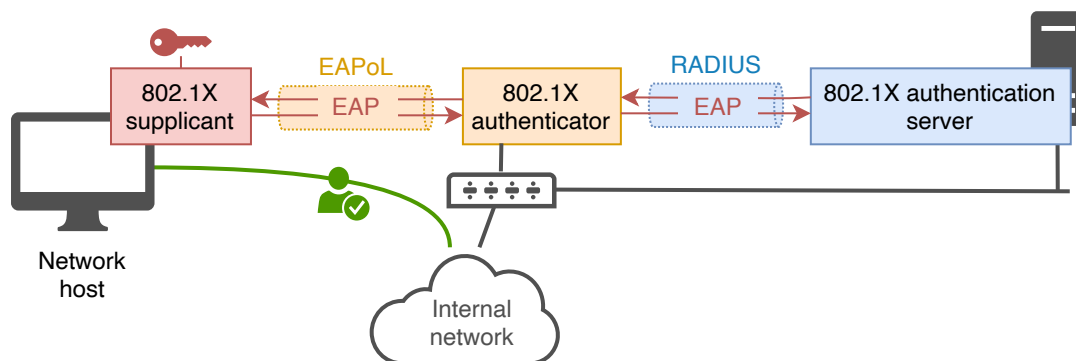 EAPoL
RADIUS
802.1X
supplicant
EAP
802.1X
authenticator
EAP
802.1X authentication
server
Network
host
Internal
network